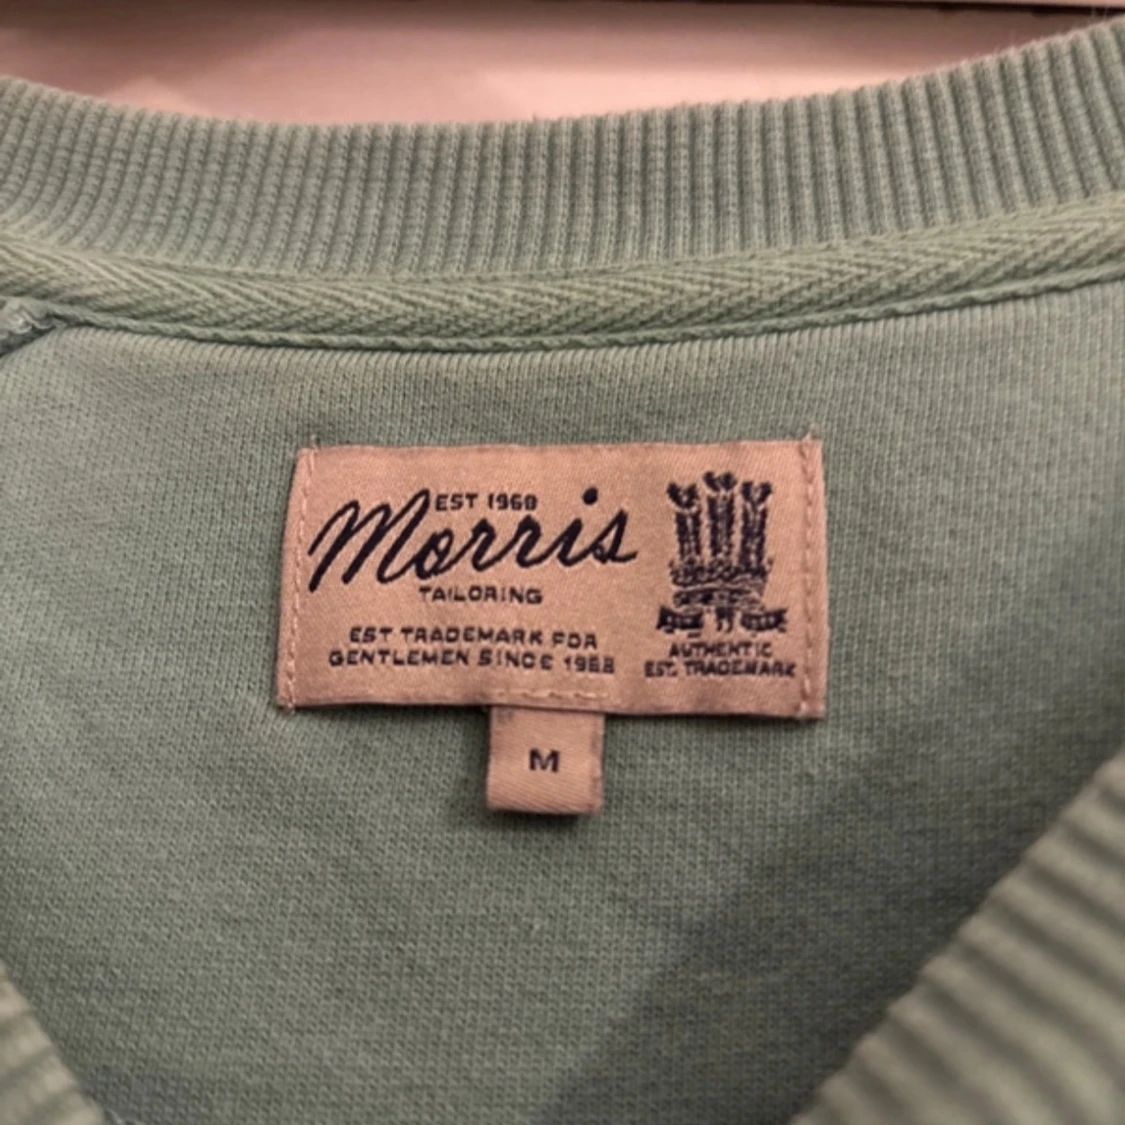 EST 1968
Morris
TAILORING
EST TRADEMARK FOR
GENTLEMEN SINCE 1968
AUTHENTIC
EST. TRADEMARK
M